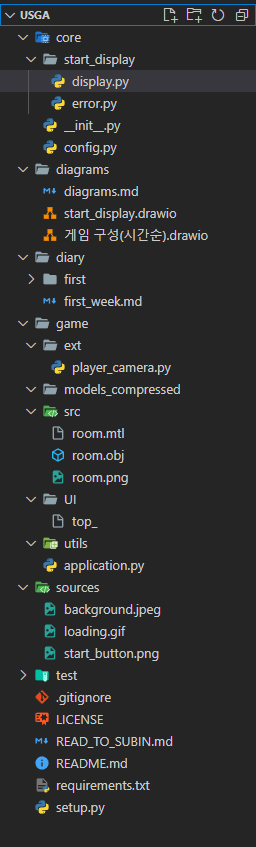 USGA
core
start_display
display.py
error.py
__init__.py
config.py
diagrams
diagrams.md
start_display.drawio
게임 구성(시간순).drawio
diary
first
first_week.md
game
ext
player_camera.py
models_compressed
src
room.mtl
room.obj
room.png
UI
top_
utils
application.py
sources
background.jpeg
loading.gif
start_button.png
test
.gitignore
LICENSE
READ_TO_SUBIN.md
README.md
requirements.txt
setup.py